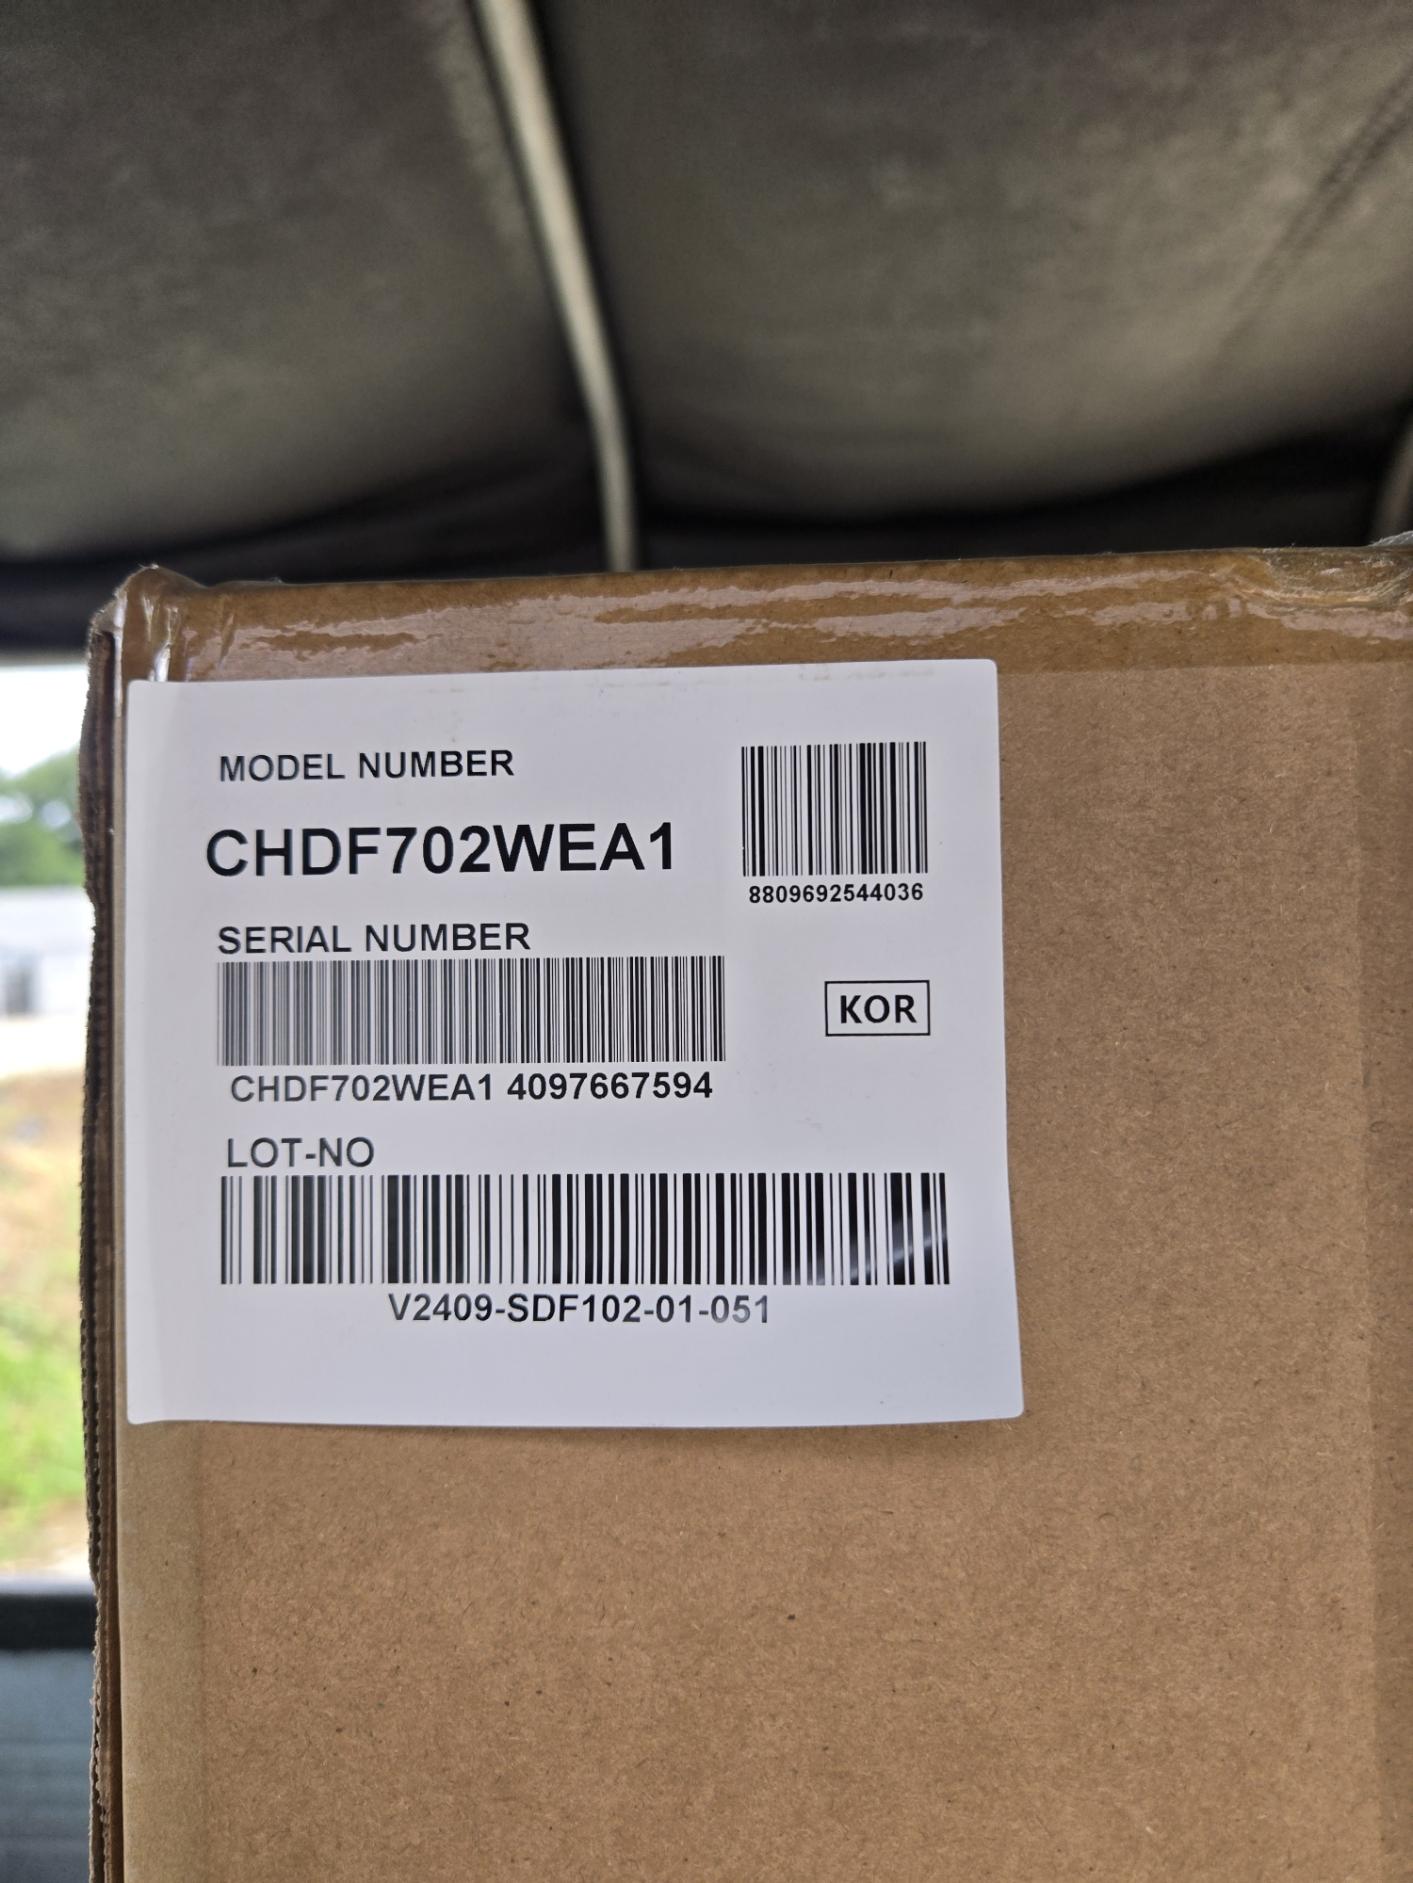 MODEL NUMBER
CHDF702WEA1
8809692544036
SERIAL NUMBER
KOR
CHDF702WEA1 4097667594
LOT-NO
V2409-SDF102-01-051